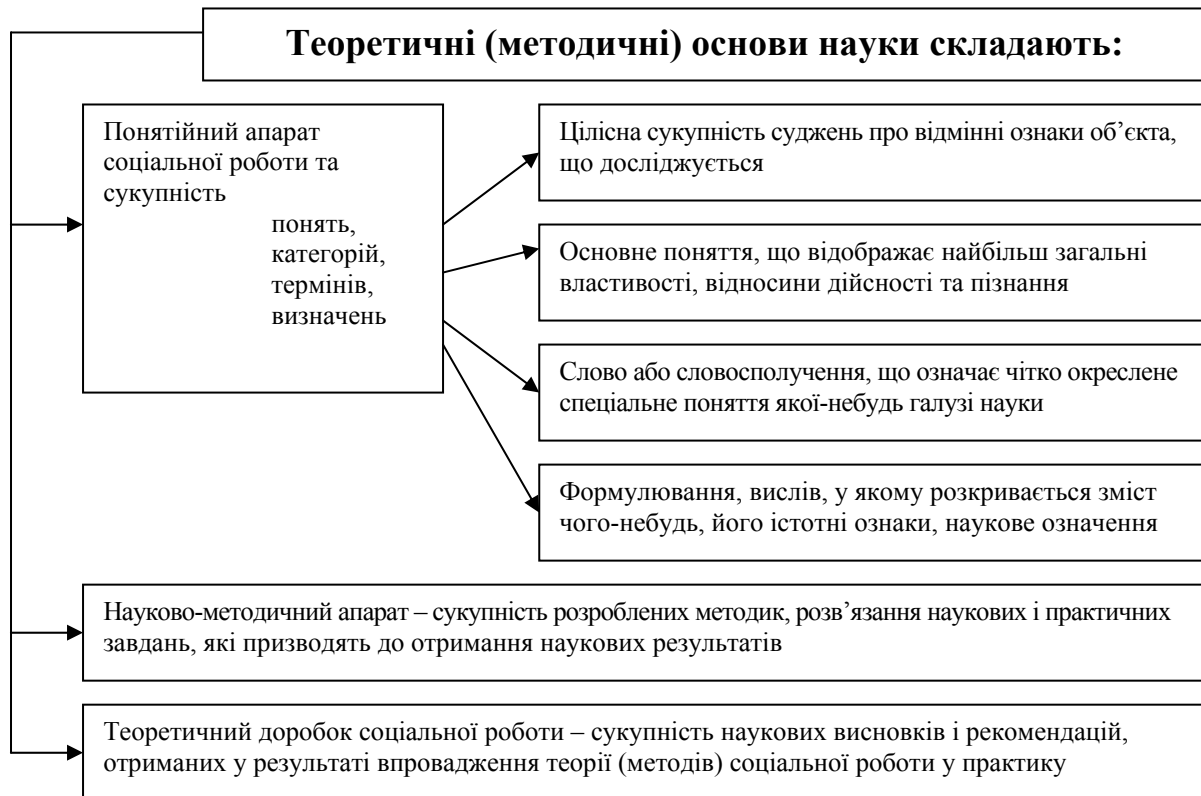 Теоретичні (методичні) основи науки складають:
Понятійний апарат
соціальної роботи та
сукупність
понять,
категорій,
термінів,
визначень
Цілісна сукупність суджень про відмінні ознаки об’єкта,
що досліджується
Основне поняття, що відображає найбільш загальні
властивості, відносини дійсності та пізнання
Слово або словосполучення, що означає чітко окреслене
спеціальне поняття якої-небудь галузі науки
Формулювання, вислів, у якому розкривається зміст
чого-небудь, його істотні ознаки, наукове означення
Науково-методичний апарат – сукупність розроблених методик, розв’язання наукових і практичних
завдань, які призводять до отримання наукових результатів
Теоретичний доробок соціальної роботи – сукупність наукових висновків і рекомендацій,
отриманих у результаті впровадження теорії (методів) соціальної роботи у практику